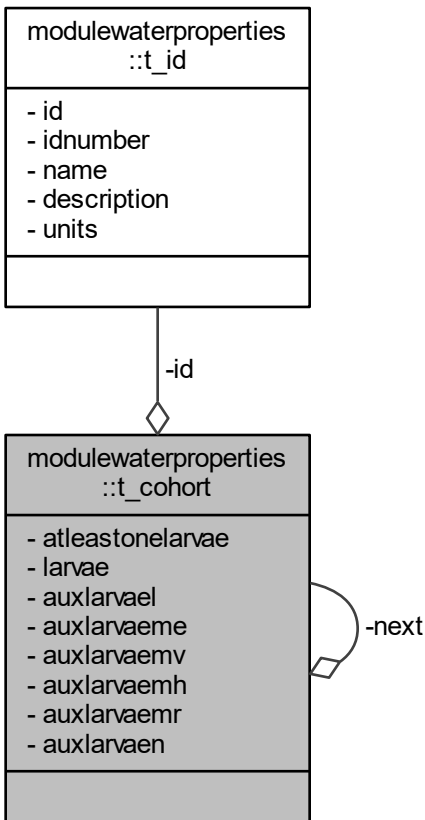 modulewaterproperties
::t_id
- id
- idnumber
- name
- description
- units
-id
modulewaterproperties
::t_cohort
- atleastonelarvae
- larvae
- auxlarvael
- auxlarvaeme
- auxlarvaemv
- auxlarvaemh
- auxlarvaemr
- auxlarvaen
-next